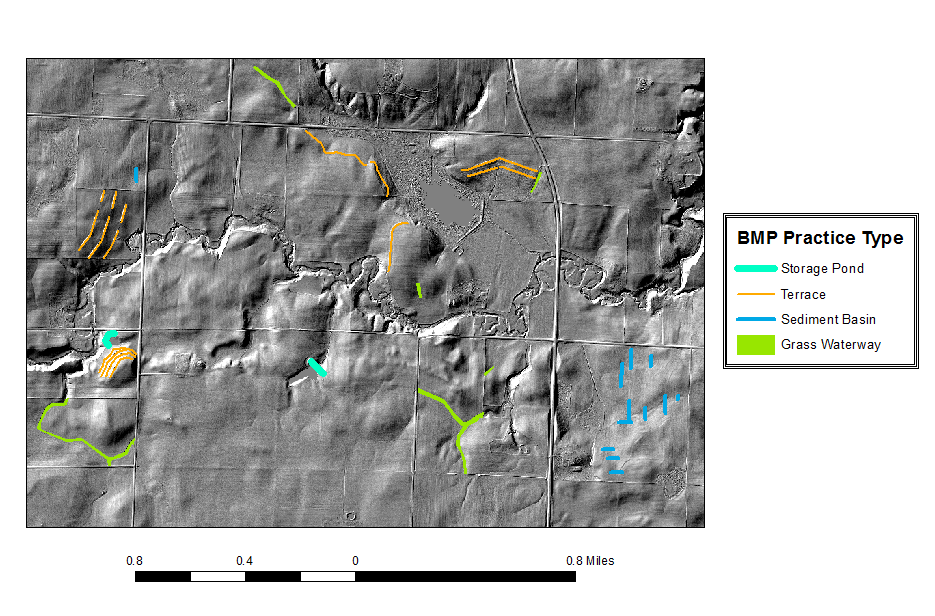 BMP Practice Type
Storage Pond
Terrace
Sediment Basin
Grass Waterway
0.8 0.4 0 0.8 Miles